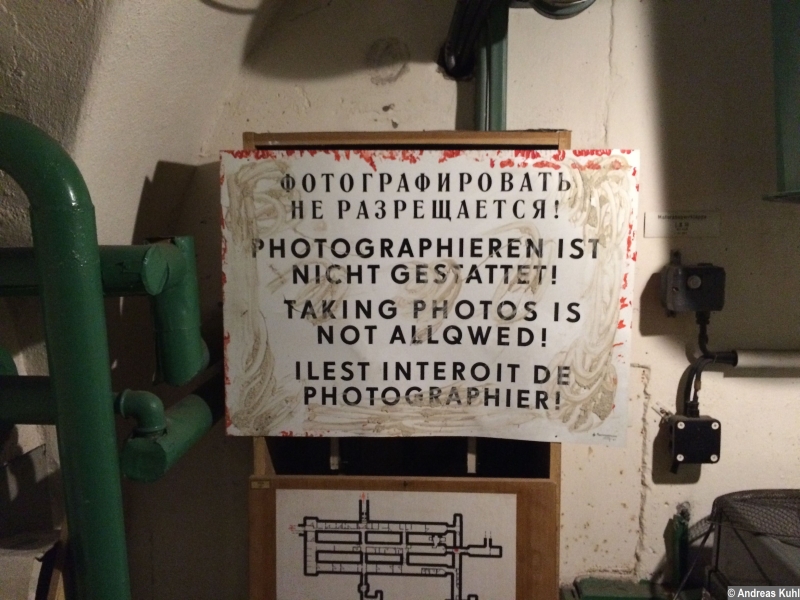 ФОТОГРАФИРОВАТЬ
НЕ РАЗРЕЩАЕТСЯ!
PHOTOGRAPHIEREN IST
NICHT GESTATTET!
TAKING PHOTOS IS
NOT ALLQWED!
ILEST INTEROIT DE
PHOTOGRAPHIER!
© Andreas Kuhl